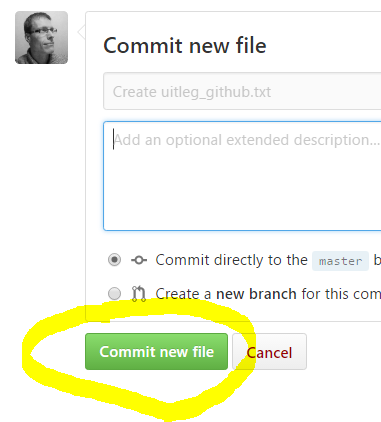 Commit new file
Create uitleg_github.txt
Add an optional extended description...
Commit directly to the master b
Create a new branch for this com
Commit new file
Cancel